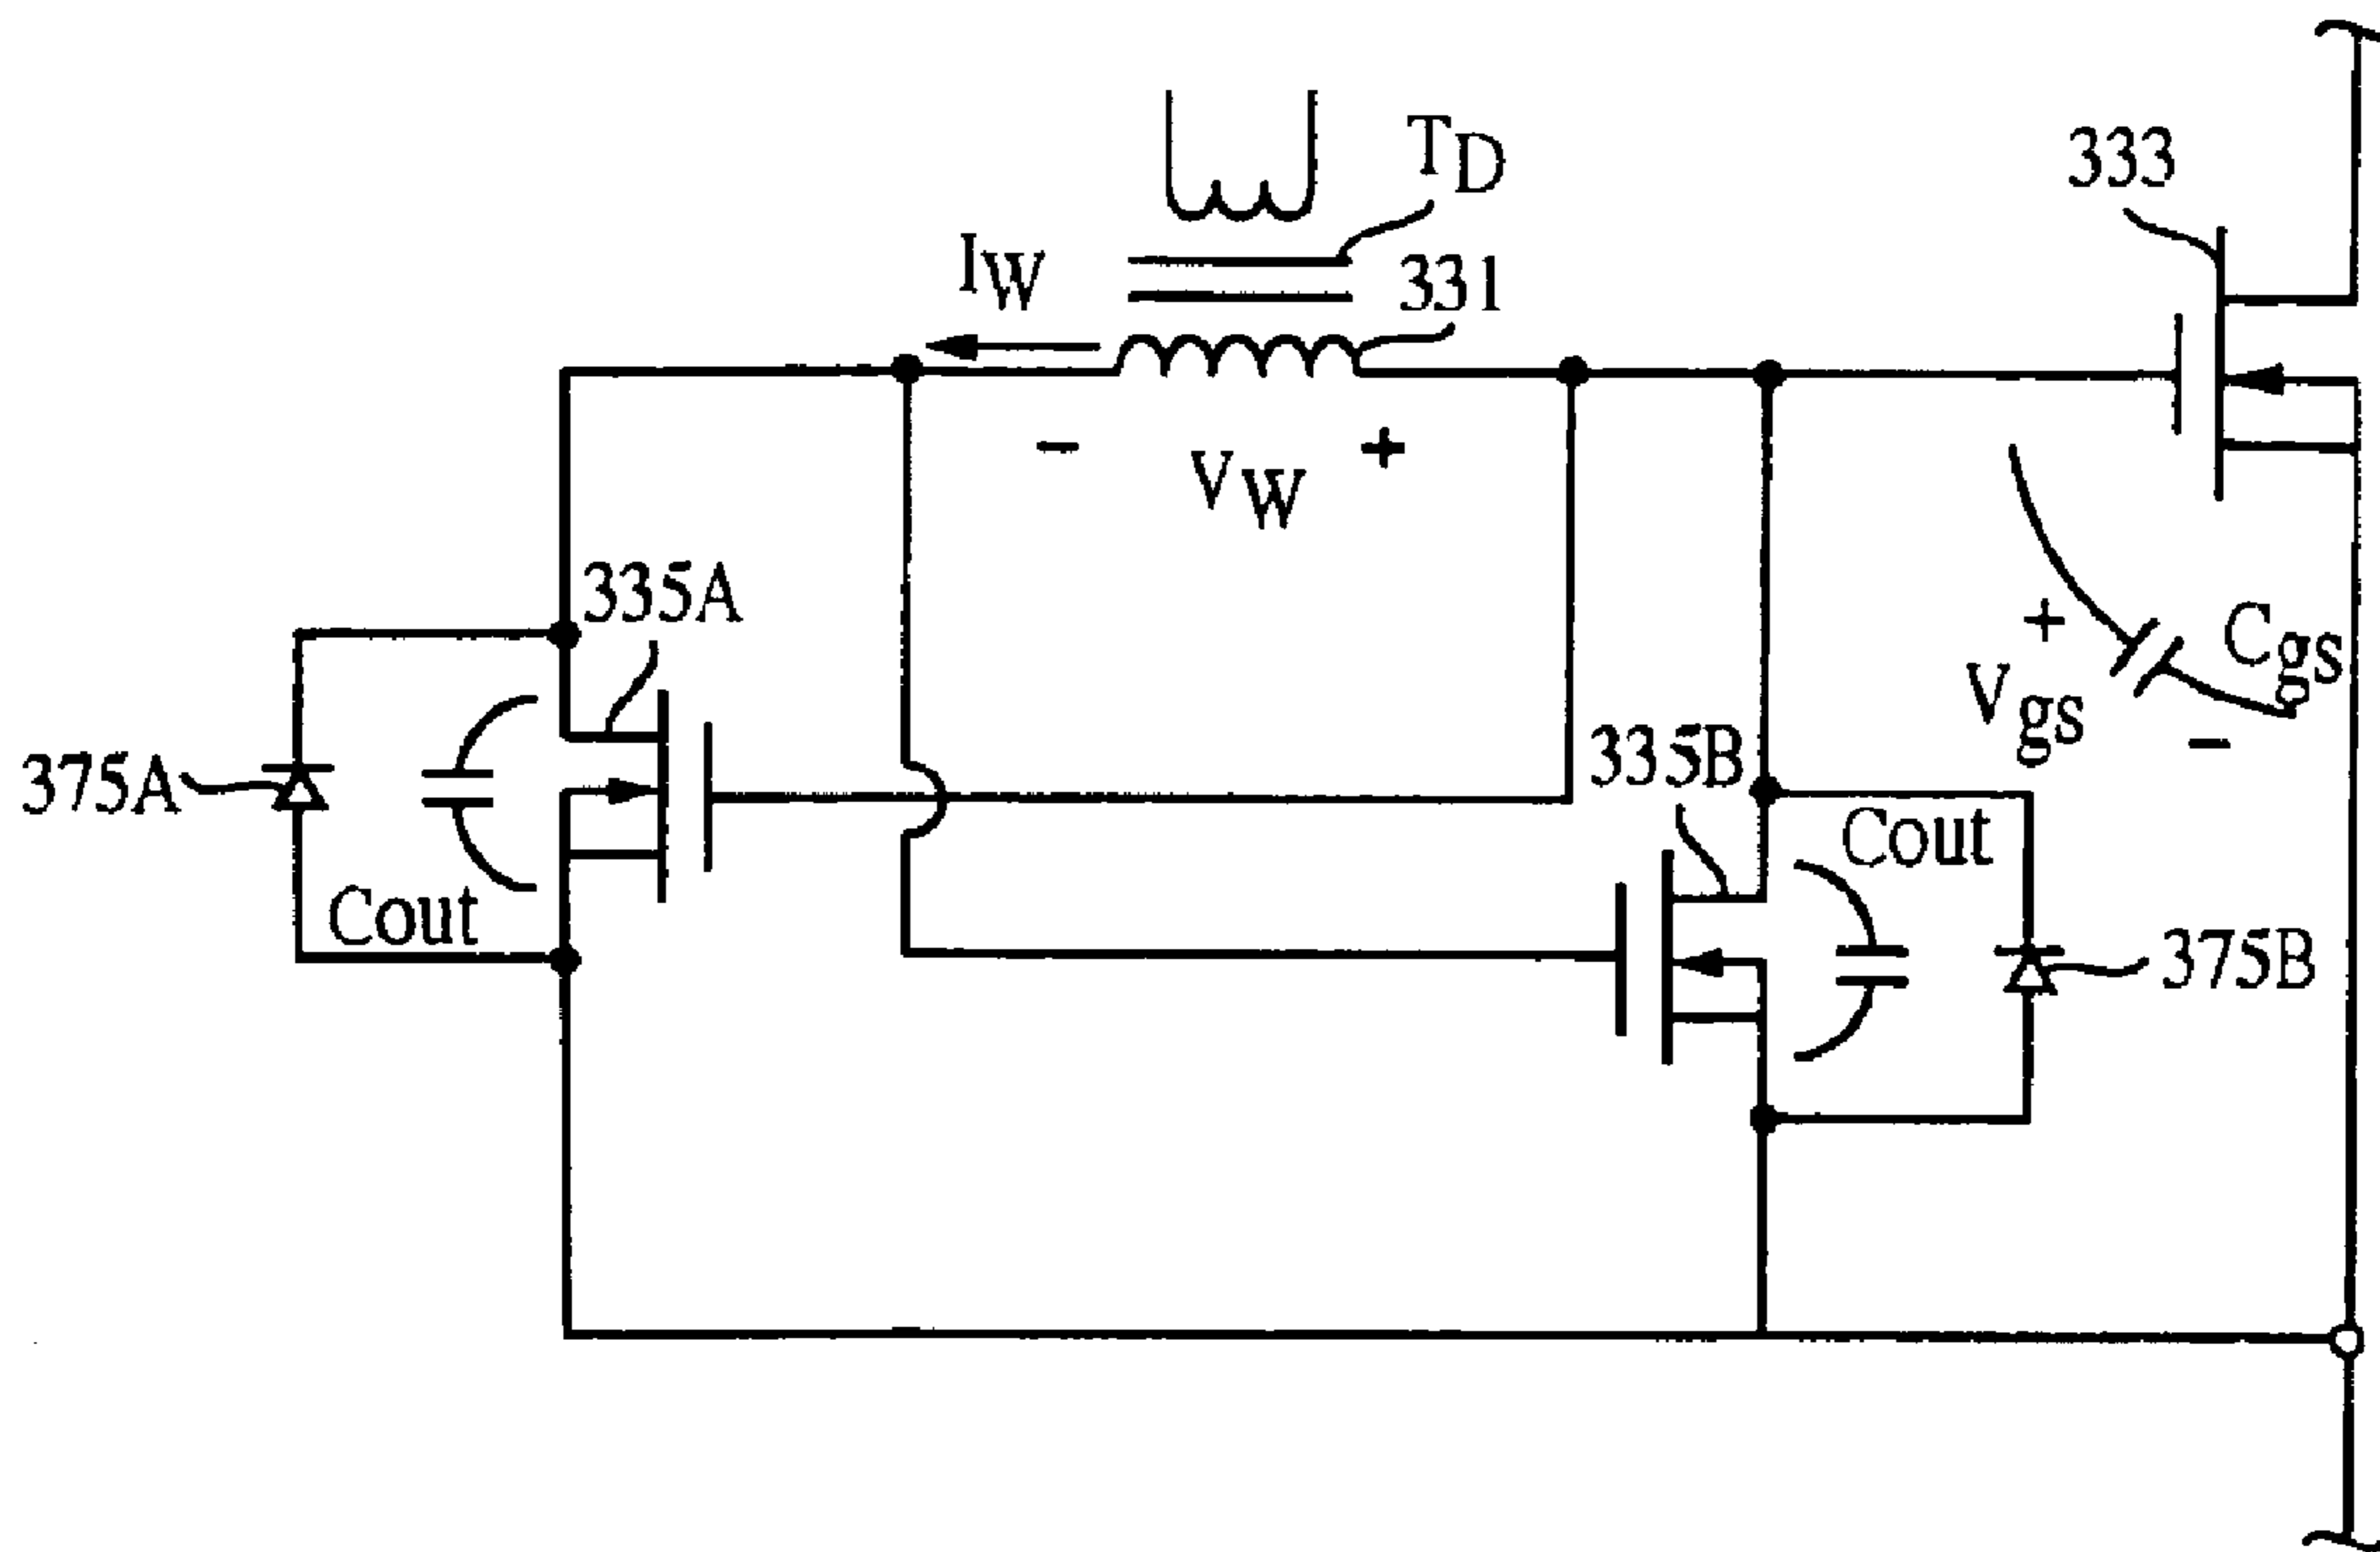 TD
333
IW
331
- VW +
335A
+
Cgs
Vgs
-
335B
375A
Cout
Cout
375B